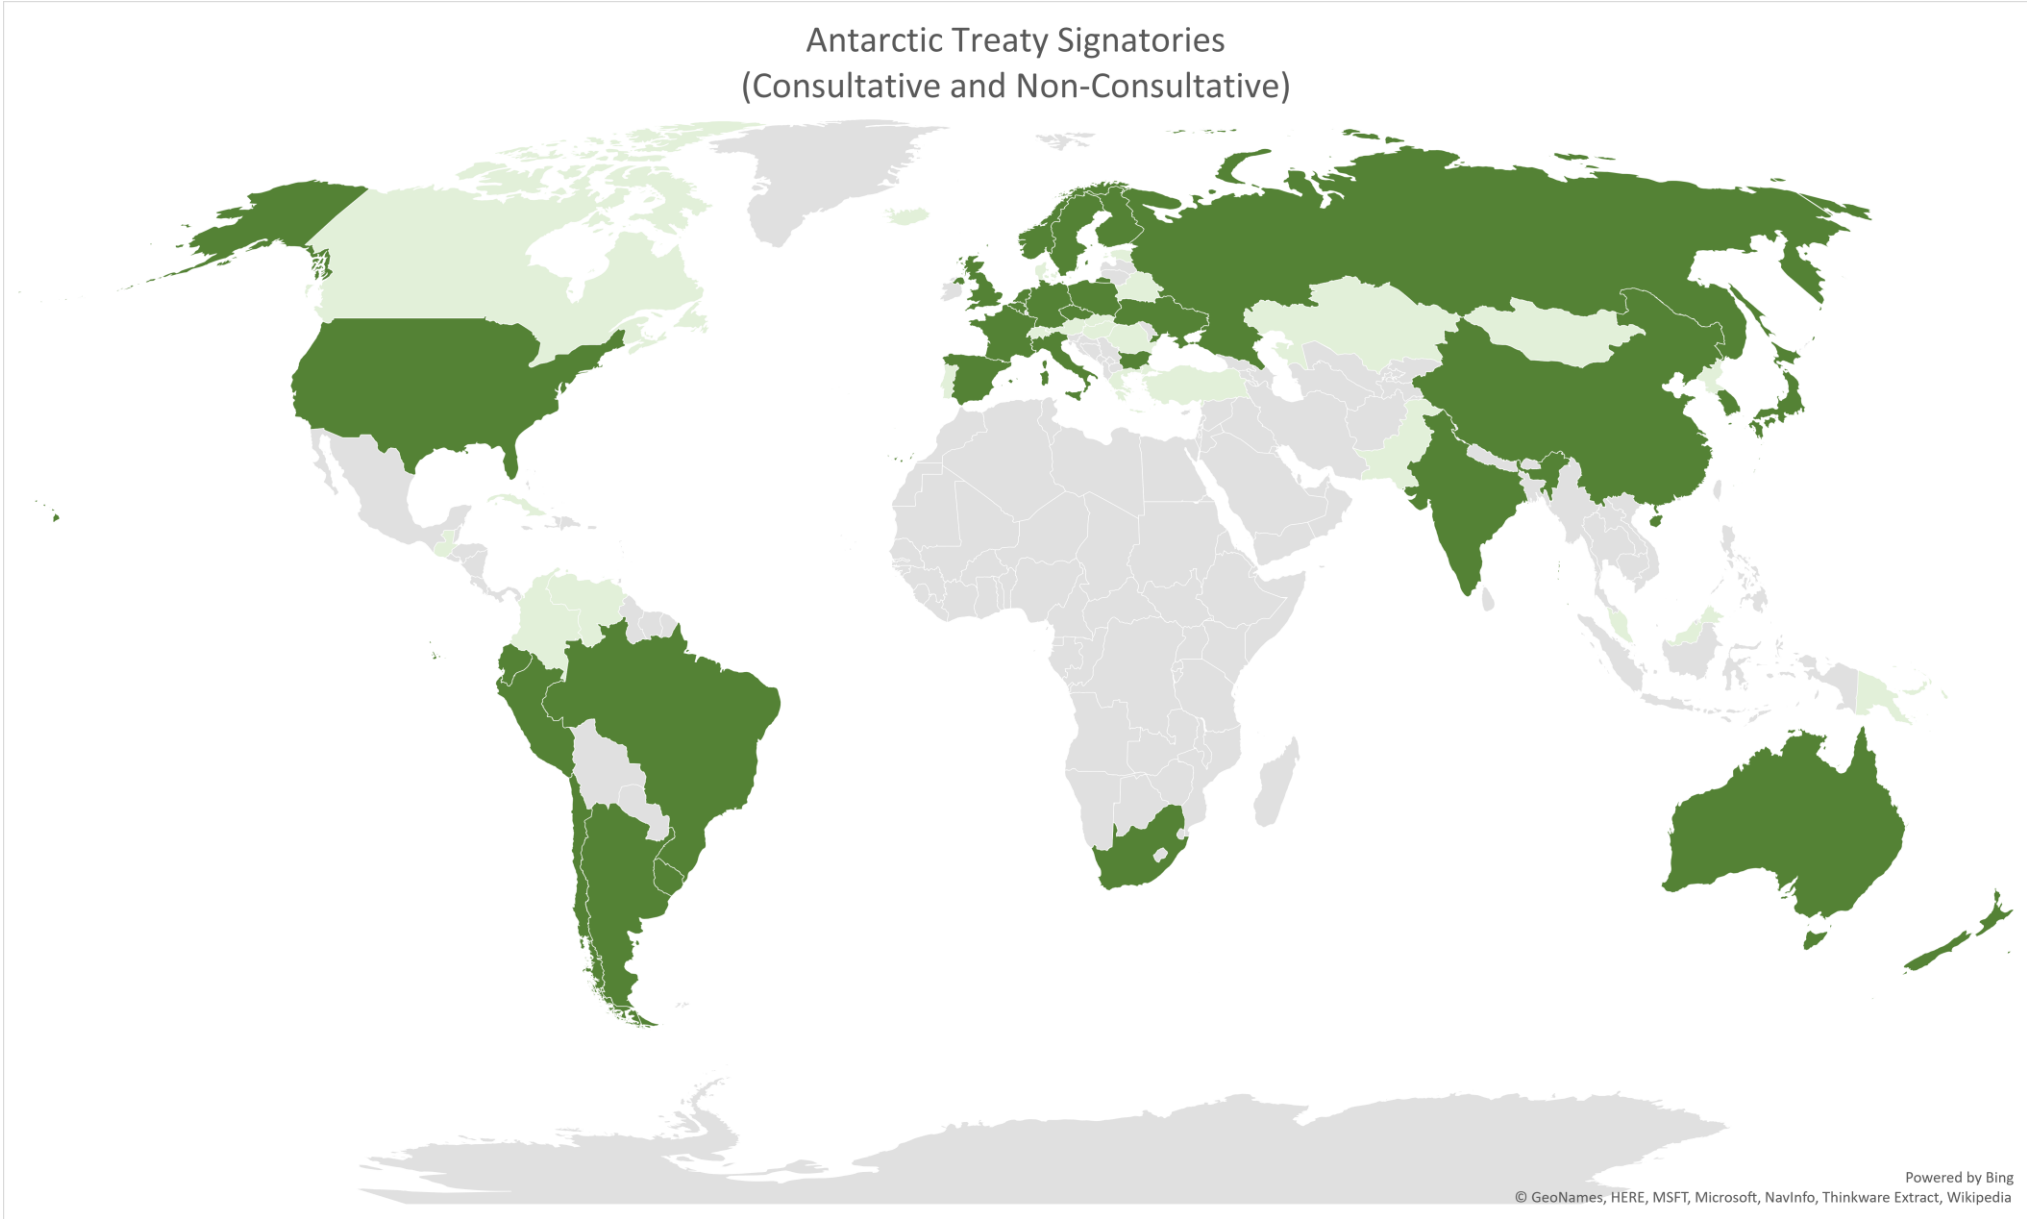 Antarctic Treaty Signatories
(Consultative and Non-Consultative)
Powered by Bing
© GeoNames, HERE, MSFT, Microsoft, NavInfo, Thinkware Extract, Wikipedia